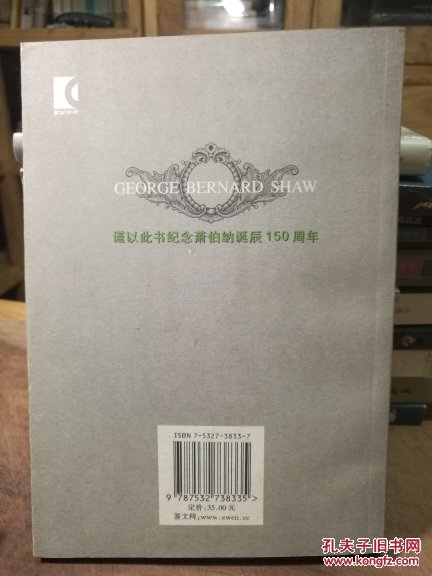 GEORGE BERNARD SHAW
谨以此书纪念萧伯纳诞辰150周年
ISBN 7-5327-3833-7
9 787532 738335>
定价:35.00元
易文网:www.ewen.cc
孔夫子旧书网
kongfz.com